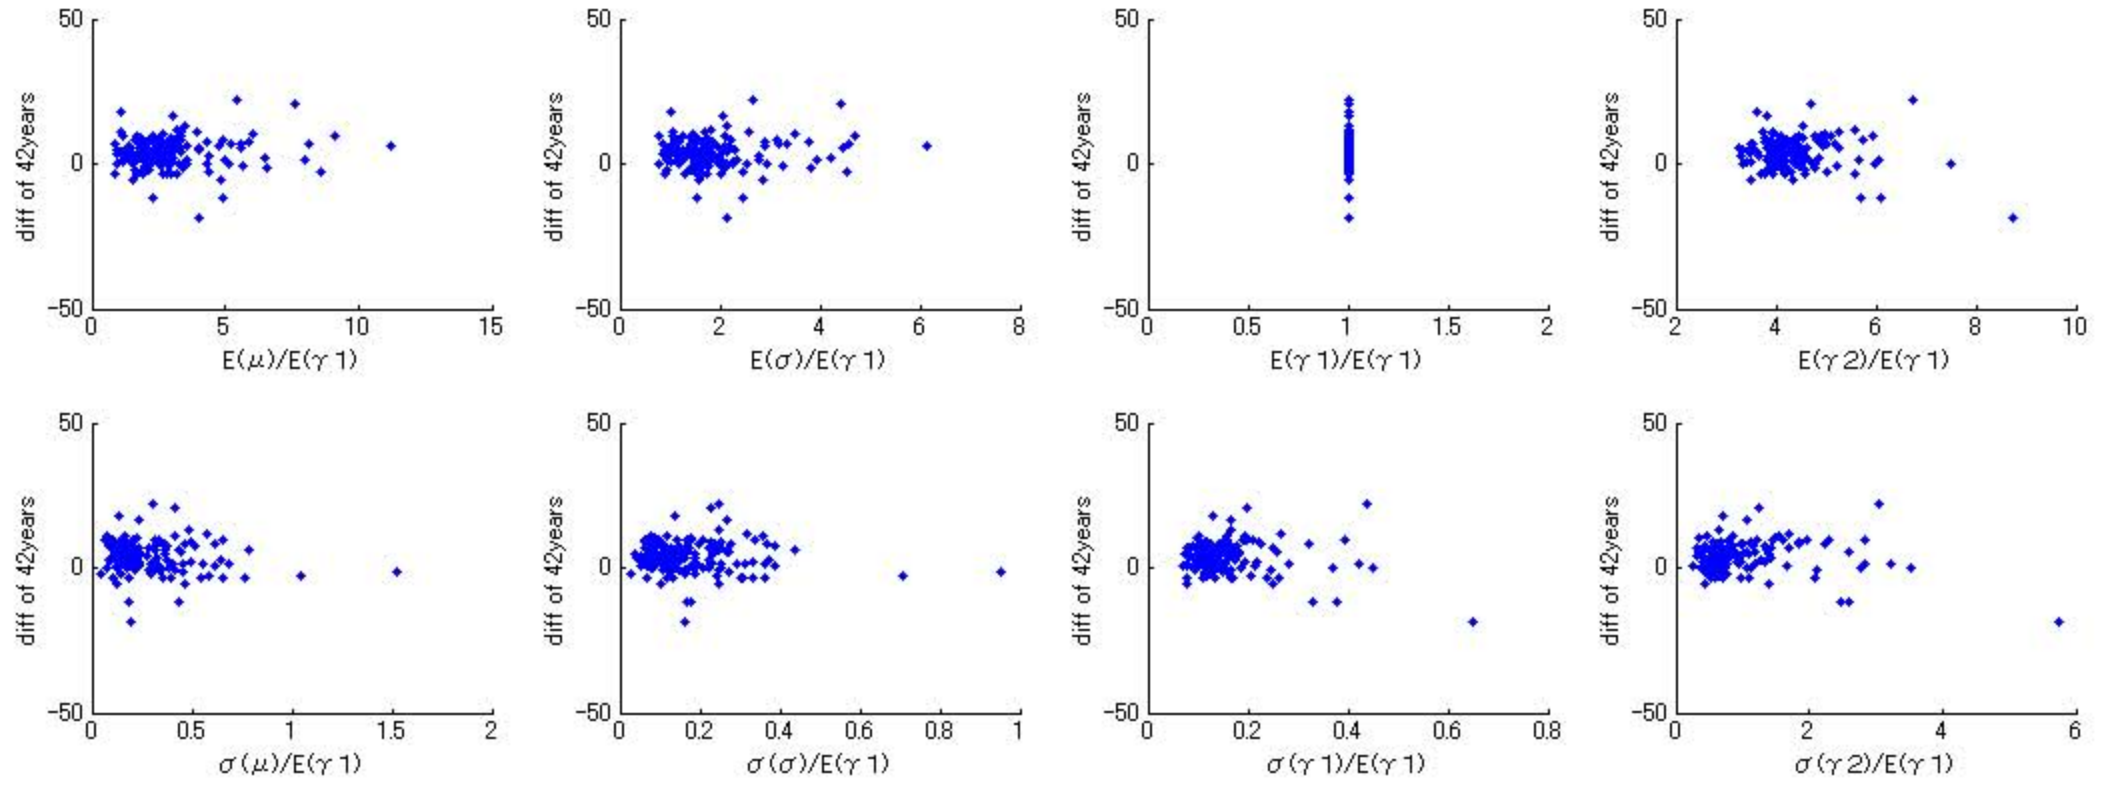 50 50 50 50
diff of 42years diff of 42years diff of 42years diff of 42years
0 0 0 0
−50 −50 −50 −50
0 5 10 15 0 2 4 6 8 0 0.5 1 1.5 2 2 4 6 8 10
E(μ)/E(γ1) E(σ)/E(γ1) E(γ1)/E(γ1) E(γ2)/E(γ1)
50 50 50 50
diff of 42years diff of 42years diff of 42years diff of 42years
0 0 0 0
−50 −50 −50 −50
0 0.5 1 1.5 2 0 0.2 0.4 0.6 0.8 1 0 0.2 0.4 0.6 0.8 0 2 4 6
σ(μ)/E(γ1) σ(σ)/E(γ1) σ(γ1)/E(γ1) σ(γ2)/E(γ1)